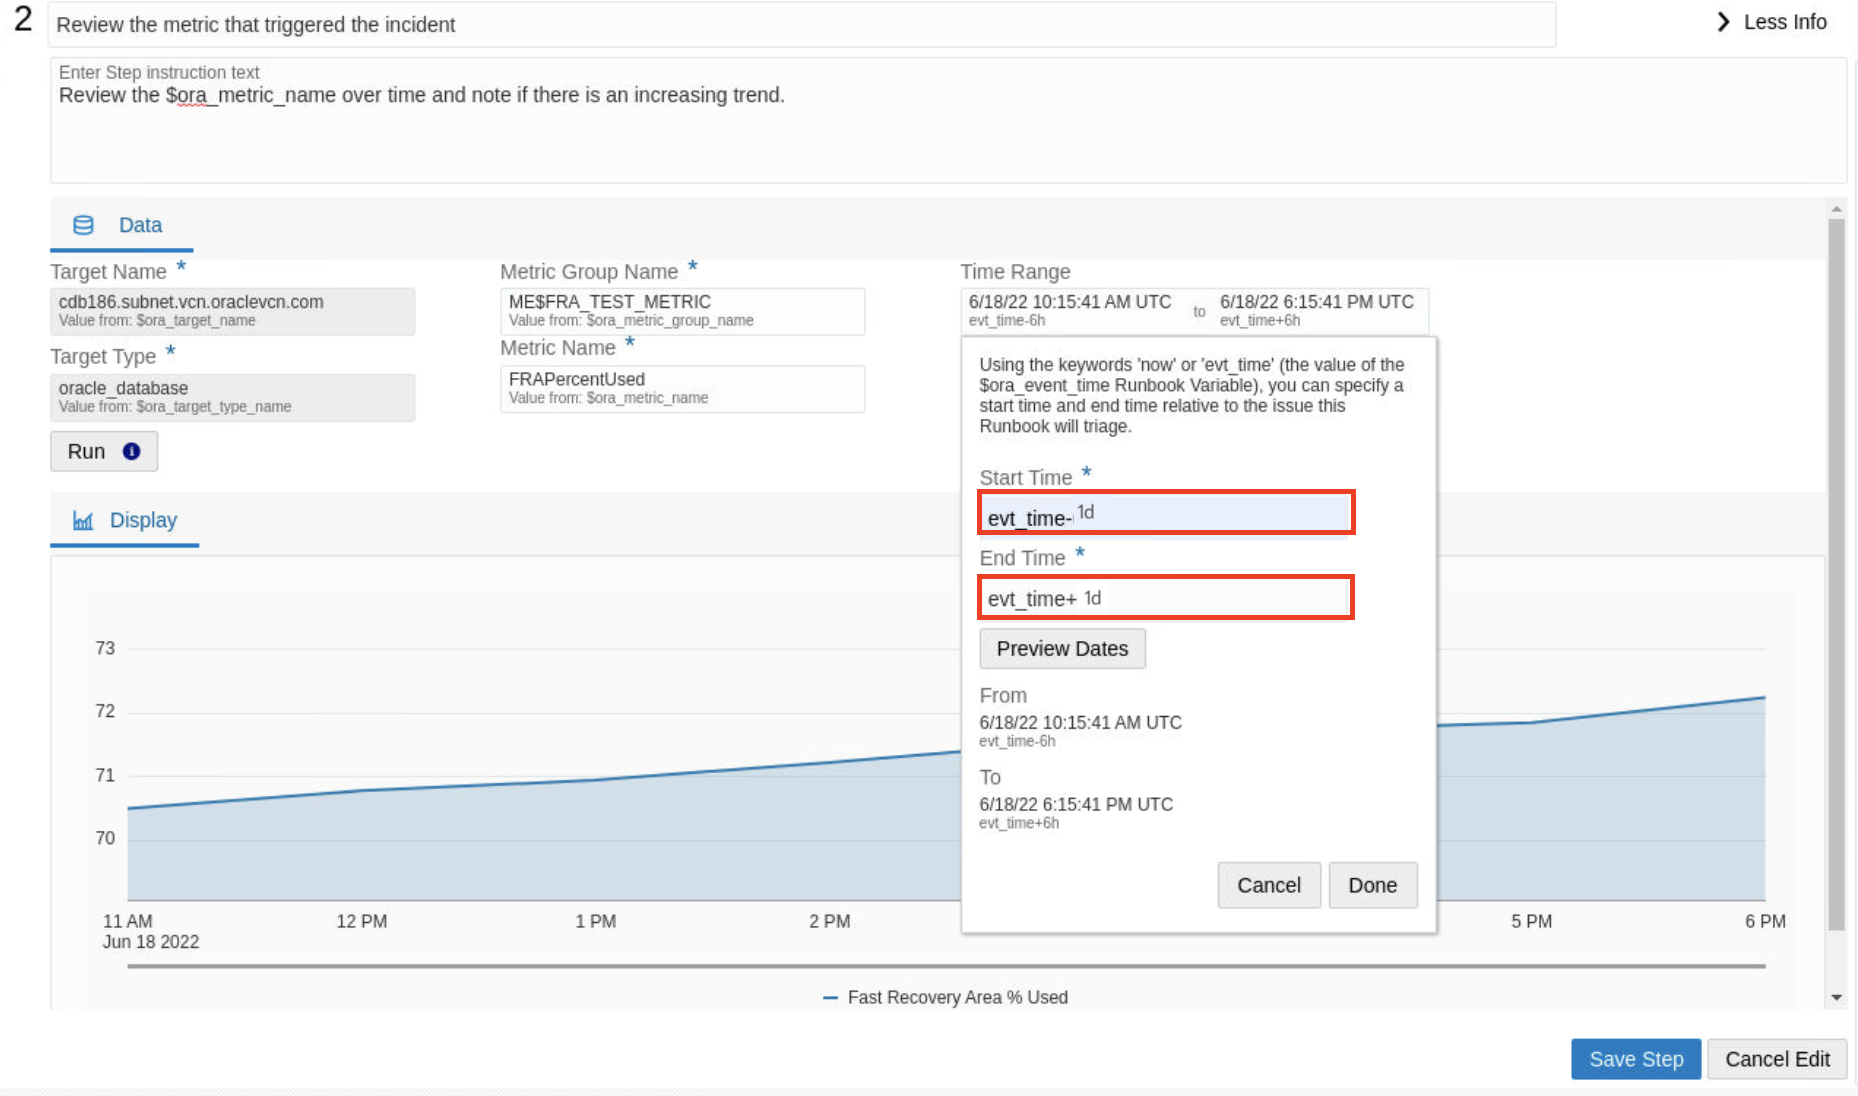 2
Review the metric that triggered the incident
Less Info
Enter Step instruction text
Review the $ora_metric_name over time and note if there is an increasing trend.
Data
Target Name *
cdb186.subnet.vcn.oraclevcn.com
Value from: $ora_target_name
Target Type *
oracle_database
Value from: $ora_target_type_name
Metric Group Name *
ME$FRA_TEST_METRIC
Value from: $ora_metric_group_name
Metric Name *
FRAPercentUsed
Value from: $ora_metric_name
Time Range
6/18/22 10:15:41 AM UTC
evt_time-6h
to
6/18/22 6:15:41 PM UTC
evt_time+6h
Run
Using the keywords 'now' or 'evt_time' (the value of the
$ora_event_time Runbook Variable), you can specify a
start time and end time relative to the issue this
Runbook will triage.
Start Time *
evt_time- 1d
End Time *
evt_time+ 1d
Preview Dates
From
6/18/22 10:15:41 AM UTC
evt_time-6h
To
6/18/22 6:15:41 PM UTC
evt_time+6h
Cancel
Done
Display
73
72
71
70
11 AM
Jun 18 2022
12 PM
1 PM
2 PM
5 PM
6 PM
Fast Recovery Area % Used
Save Step
Cancel Edit